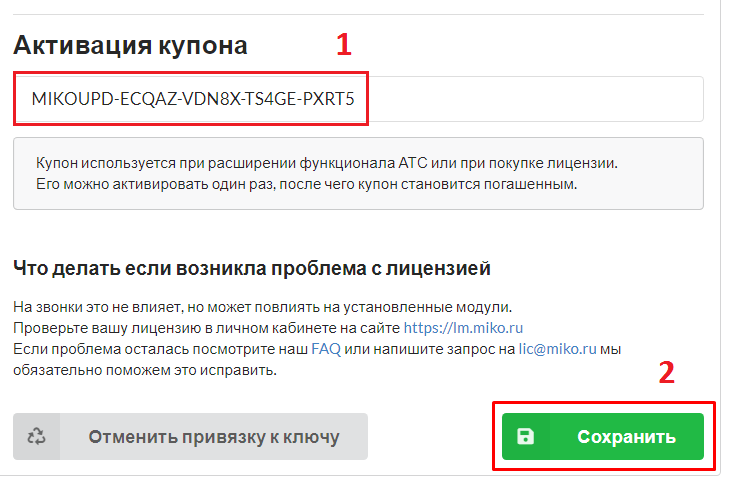 Активация купона 1
MIKOUPD-ECQAZ-VDN8X-TS4GE-PXRT5
Купон используется при расширении функционала АТС или при покупке лицензии.
Его можно активировать один раз, после чего купон становится погашенным.
Что делать если возникла проблема с лицензией
На звонки это не влияет, но может повлиять на установленные модули.
Проверьте вашу лицензию в личном кабинете на сайте https://lm.miko.ru
Если проблема осталась посмотрите наш FAQ или напишите запрос на lic@miko.ru мы
обязательно поможем это исправить.
2
Отменить привязку к ключу
Сохранить